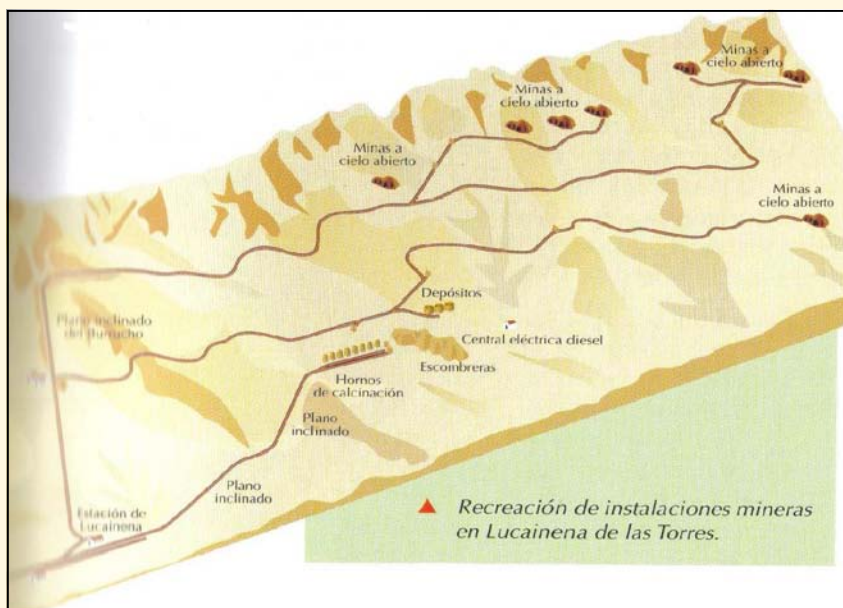 Minas a
cielo abierto
Minas a
cielo abierto
Minas a
cielo abierto
Minas a
cielo abierto
Plano inclinado
del Burrucho
Depósitos
Central eléctrica diesel
Escombreras
Hornos
de calcinación
Plano
inclinado
Plano
inclinado
Estación de
Lucainena
Recreación de instalaciones mineras
en Lucainena de las Torres.